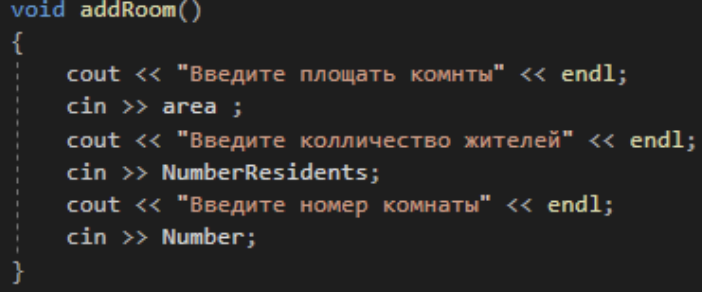 void addRoom()
{
cout << "Введите площать комнты" << endl;
cin >> area ;
cout << "Введите колличество жителей" << endl;
cin >> NumberResidents;
cout << "Введите номер комнаты" << endl;
cin >> Number;
}